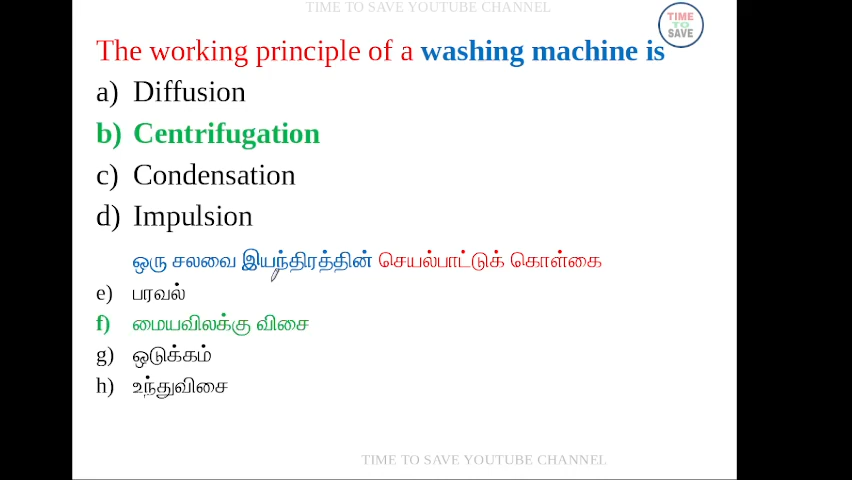 TIME TO SAVE YOUTUBE CHANNEL
TIME
TO
SAVE
The working principle of a washing machine is
a) Diffusion
b) Centrifugation
c) Condensation
d) Impulsion
ஒரு சலவை இயந்திரத்தின் செயல்பாட்டுக் கொள்கை
e) பரவல்
f) மையவிலக்கு விசை
g) ஒடுக்கம்
h) உந்துவிசை
TIME TO SAVE YOUTUBE CHANNEL